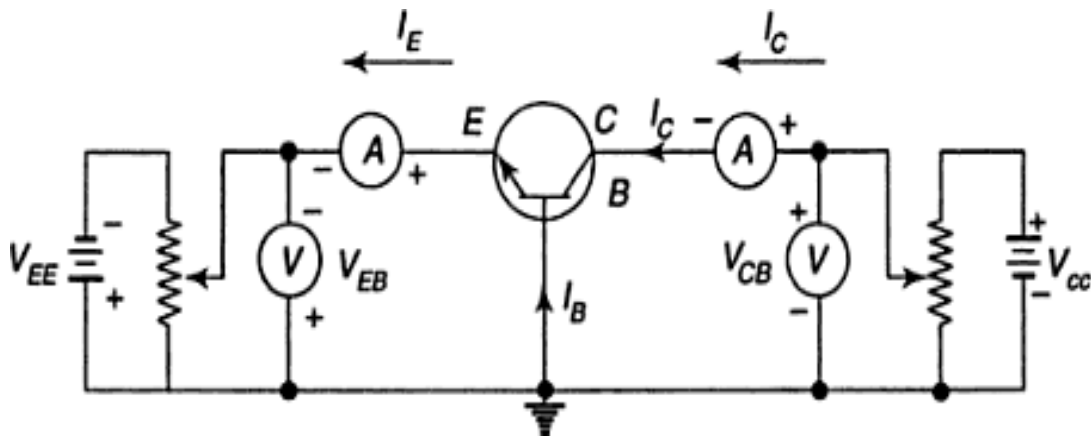 I_E I_C
E C I_C
- A + - A +
B
- + +
V_EE - V V_EB V_CB V V_cc
+ + I_B - -